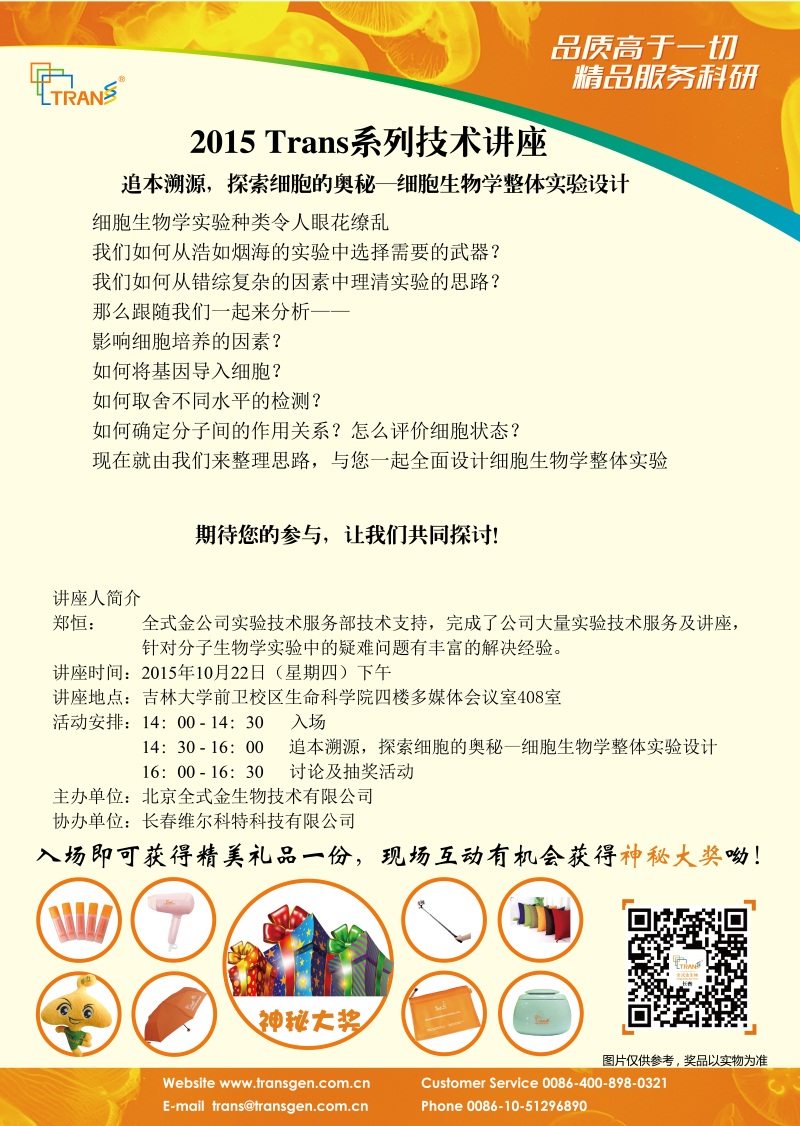 品质高于一切
精品服务科研
TRANS®
2015 Trans系列技术讲座
追本溯源，探索细胞的奥秘—细胞生物学整体实验设计
细胞生物学实验种类令人眼花缭乱
我们如何从浩如烟海的实验中选择需要的武器？
我们如何从错综复杂的因素中理清实验的思路？
那么跟随我们一起来分析——
影响细胞培养的因素？
如何将基因导入细胞？
如何取舍不同水平的检测？
如何确定分子间的作用关系？怎么评价细胞状态？
现在就由我们来整理思路，与您一起全面设计细胞生物学整体实验
期待您的参与，让我们共同探讨!
讲座人简介
郑恒： 全式金公司实验技术服务部技术支持，完成了公司大量实验技术服务及讲座，
针对分子生物学实验中的疑难问题有丰富的解决经验。
讲座时间：2015年10月22日（星期四）下午
讲座地点：吉林大学前卫校区生命科学院四楼多媒体会议室408室
活动安排：14：00 - 14：30 入场
14：30 - 16：00 追本溯源，探索细胞的奥秘—细胞生物学整体实验设计
16：00 - 16：30 讨论及抽奖活动
主办单位：北京全式金生物技术有限公司
协办单位：长春维尔科特科技有限公司
入场即可获得精美礼品一份，现场互动有机会获得神秘大奖呦！
神秘大奖
TRANS
全式金生物
长春
图片仅供参考，奖品以实物为准
Website www.transgen.com.cn Customer Service 0086-400-898-0321
E-mail trans@transgen.com.cn Phone 0086-10-51296890